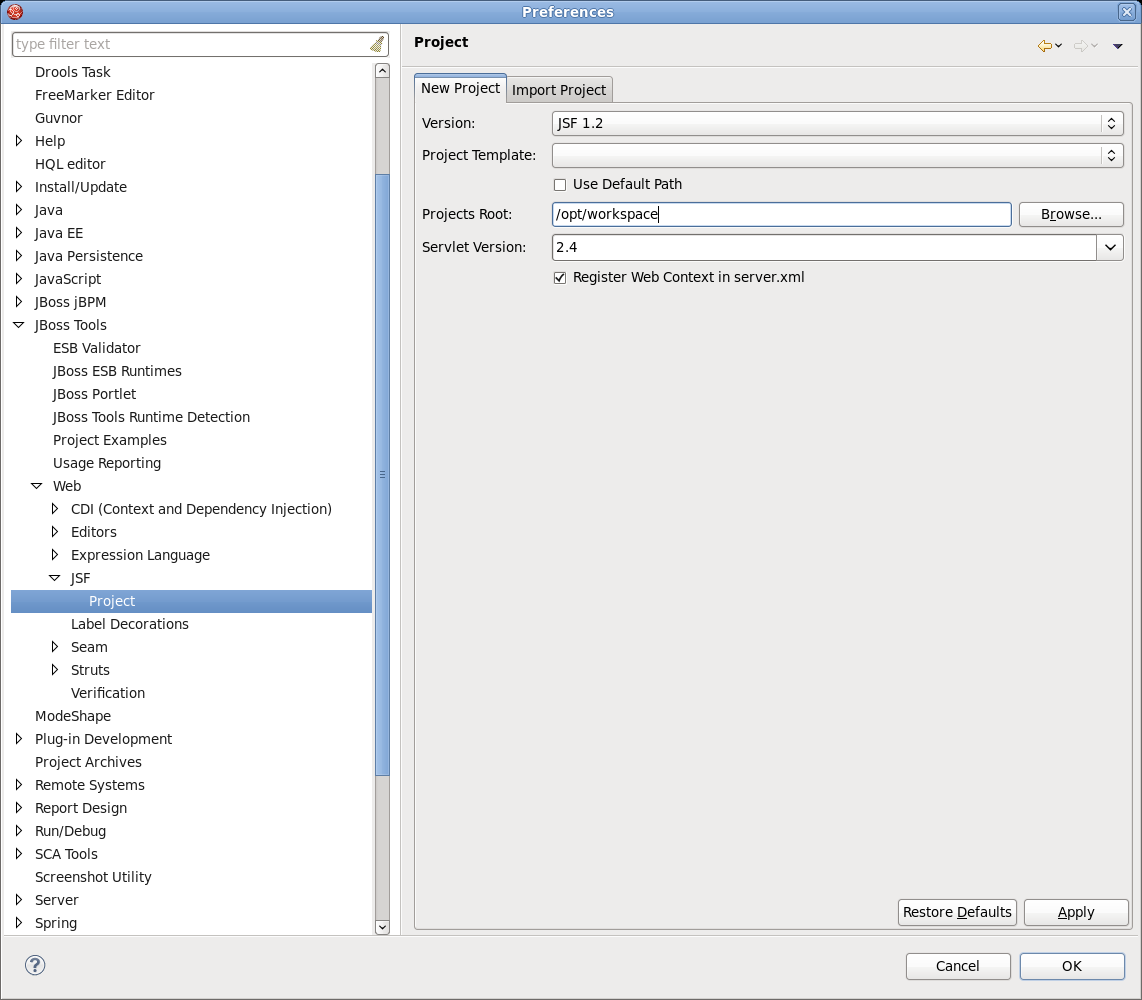 Preferences
type filter text
Drools Task
FreeMarker Editor
Guvnor
Help
HQL editor
Install/Update
Java
Java EE
Java Persistence
JavaScript
JBoss jBPM
JBoss Tools
ESB Validator
JBoss ESB Runtimes
JBoss Portlet
JBoss Tools Runtime Detection
Project Examples
Usage Reporting
Web
CDI (Context and Dependency Injection)
Editors
Expression Language
JSF
Project
Label Decorations
Seam
Struts
Verification
ModeShape
Plug-in Development
Project Archives
Remote Systems
Report Design
Run/Debug
SCA Tools
Screenshot Utility
Server
Spring
Project
New Project Import Project
Version: JSF 1.2
Project Template:
Use Default Path
Projects Root: /opt/workspace Browse...
Servlet Version: 2.4
Register Web Context in server.xml
Restore Defaults Apply
? Cancel OK